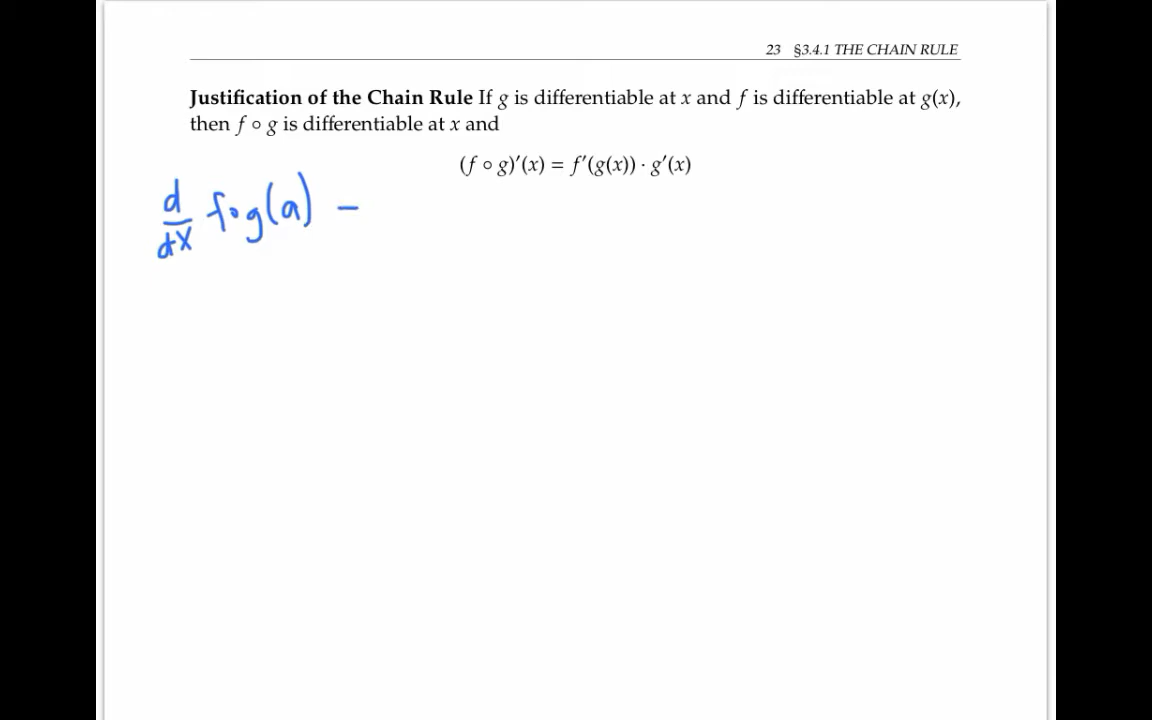 23 §3.4.1 THE CHAIN RULE
Justification of the Chain Rule If g is differentiable at x and f is differentiable at g(x),
then f ∘ g is differentiable at x and
(f ∘ g)′(x) = f′(g(x)) · g′(x)
d/dx f∘g(a) −